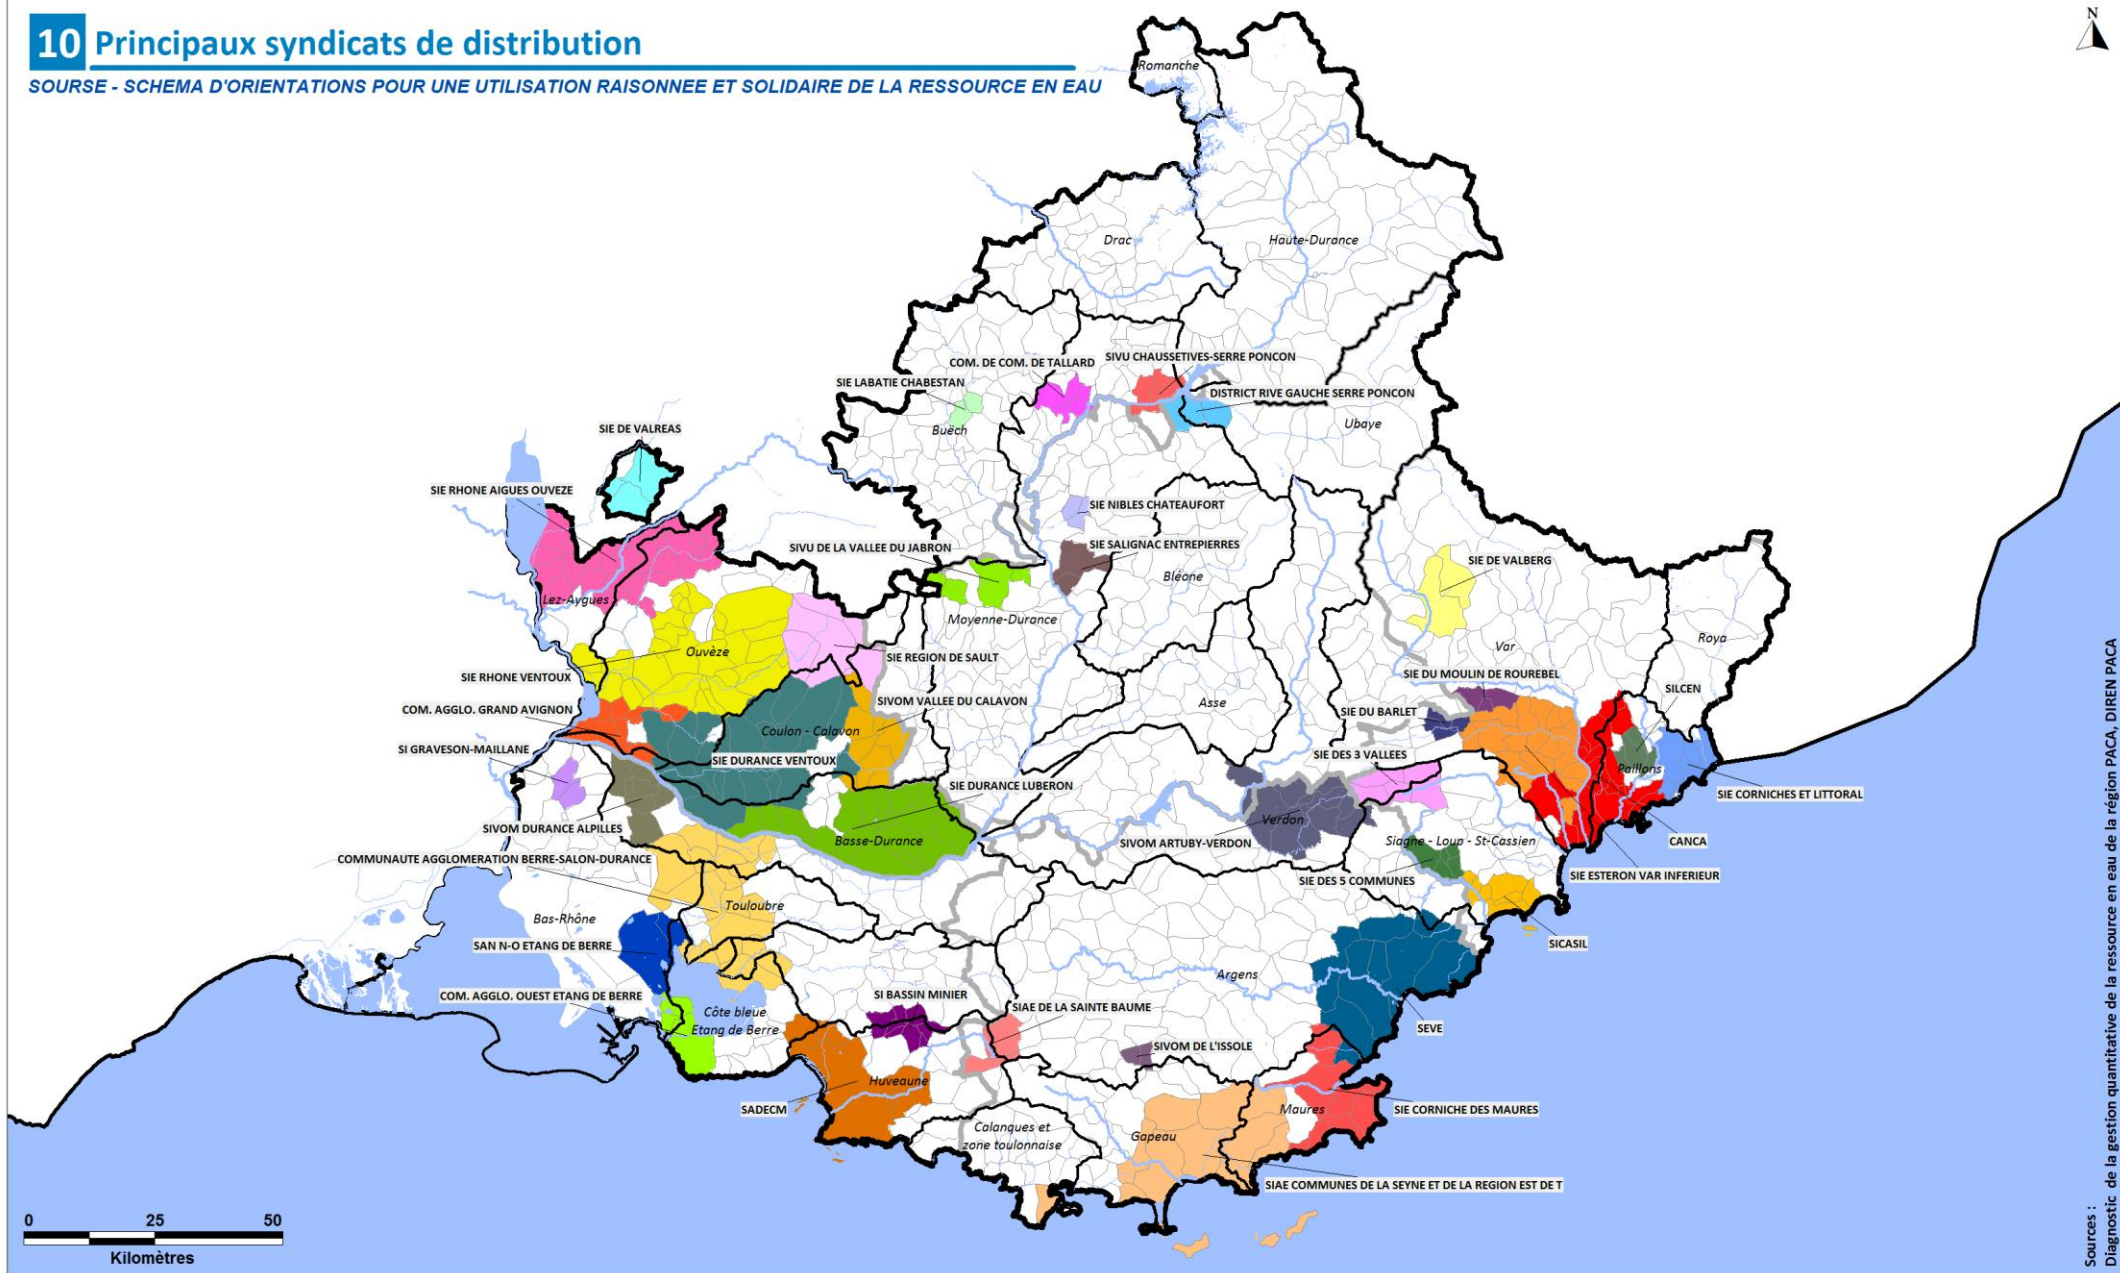 10 Principaux syndicats de distribution
SOURSE - SCHEMA D'ORIENTATIONS POUR UNE UTILISATION RAISONNEE ET SOLIDAIRE DE LA RESSOURCE EN EAU
N
Romanche
Drac
Haute-Durance
COM. DE COM. DE TALLARD
SIVU CHAUSSETIVES-SERRE PONCON
SIE LABATIE CHABESTAN
DISTRICT RIVE GAUCHE SERRE PONCON
Buëch
Ubaye
SIE DE VALREAS
SIE RHONE AIGUES OUVEZE
SIE NIBLES CHATEAUFORT
SIVU DE LA VALLEE DU JABRON
SIE SALIGNAC ENTREPIERRES
SIE DE VALBERG
Bléone
Lez-Aygues
Moyenne-Durance
Roya
Var
Ouvèze
SIE REGION DE SAULT
SIE RHONE VENTOUX
SIE DU MOULIN DE ROUREBEL
SILCEN
SIVOM VALLEE DU CALAVON
Asse
COM. AGGLO. GRAND AVIGNON
SIE DU BARLET
Coulon - Calavon
SI GRAVESON-MAILLANE
SIE DES 3 VALLEES
SIE DURANCE VENTOUX
Paillons
SIE DURANCE LUBERON
SIE CORNICHES ET LITTORAL
Verdon
SIVOM DURANCE ALPILLES
Basse-Durance
SIVOM ARTUBY-VERDON
Siagne - Loup - St-Cassien
CANCA
COMMUNAUTE AGGLOMERATION BERRE-SALON-DURANCE
SIE ESTERON VAR INFERIEUR
SIE DES 5 COMMUNES
Touloubre
Bas-Rhône
SAN N-O ETANG DE BERRE
SICASIL
Argens
COM. AGGLO. OUEST ETANG DE BERRE
SI BASSIN MINIER
SIAE DE LA SAINTE BAUME
Côte bleue
Etang de Berre
SEVE
SIVOM DE L'ISSOLE
Huveaune
SADECM
Maures
SIE CORNICHE DES MAURES
Calanques et
zone toulonnaise
Gapeau
SIAE COMMUNES DE LA SEYNE ET DE LA REGION EST DE T
0 25 50
Kilomètres
Sources :
Diagnostic de la gestion quantitative de la ressource en eau de la région PACA, DIREN PACA